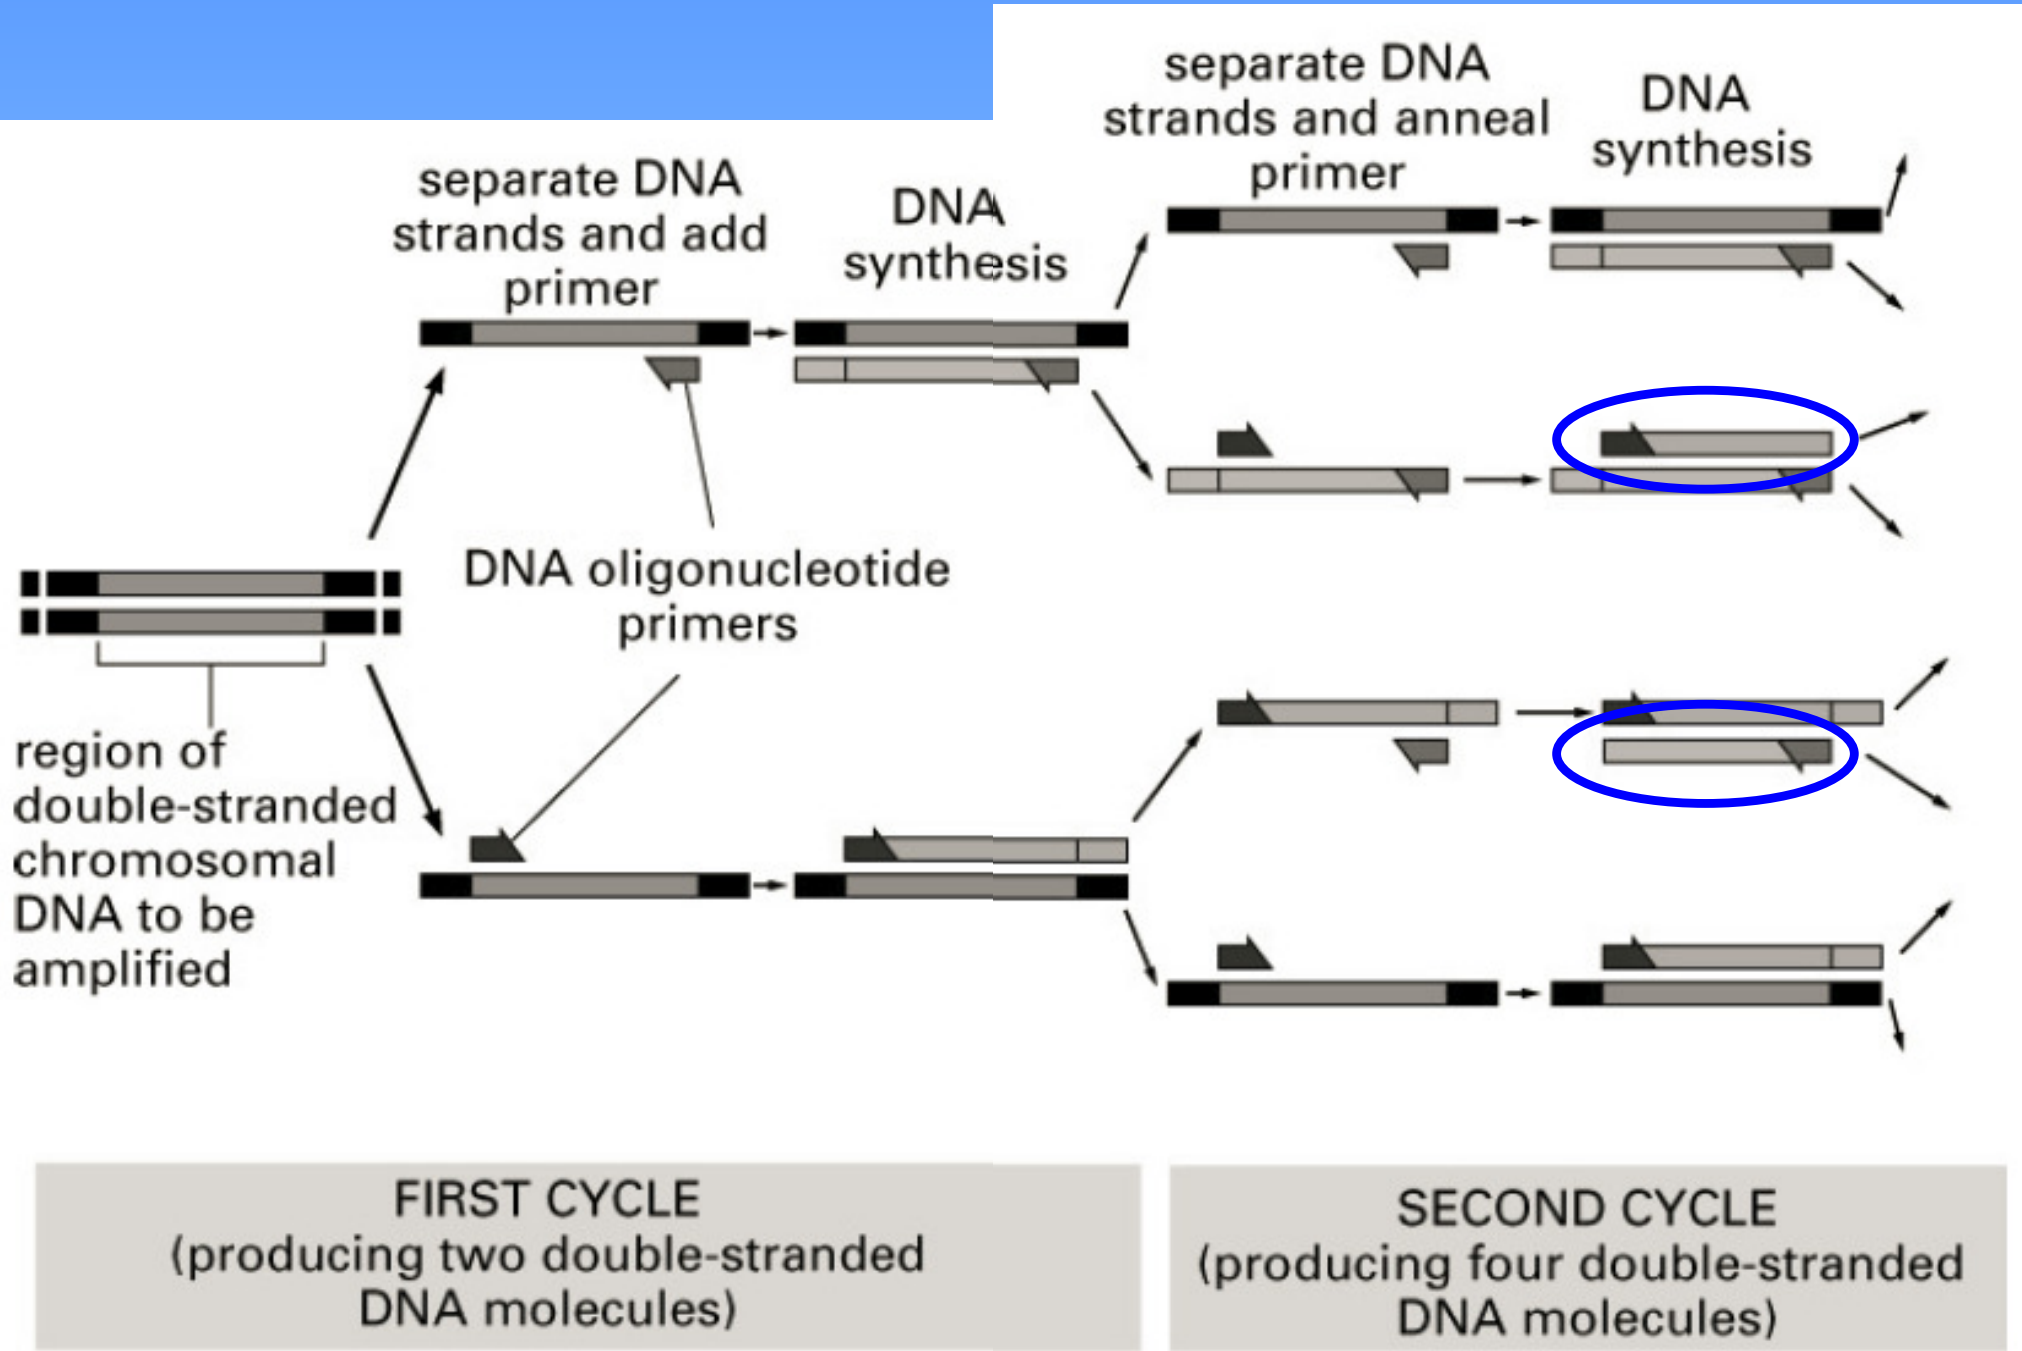 separate DNA
strands and add
primer
DNA
synthesis
separate DNA
strands and anneal
primer
DNA
synthesis
DNA oligonucleotide
primers
region of
double-stranded
chromosomal
DNA to be
amplified
FIRST CYCLE
(producing two double-stranded
DNA molecules)
SECOND CYCLE
(producing four double-stranded
DNA molecules)